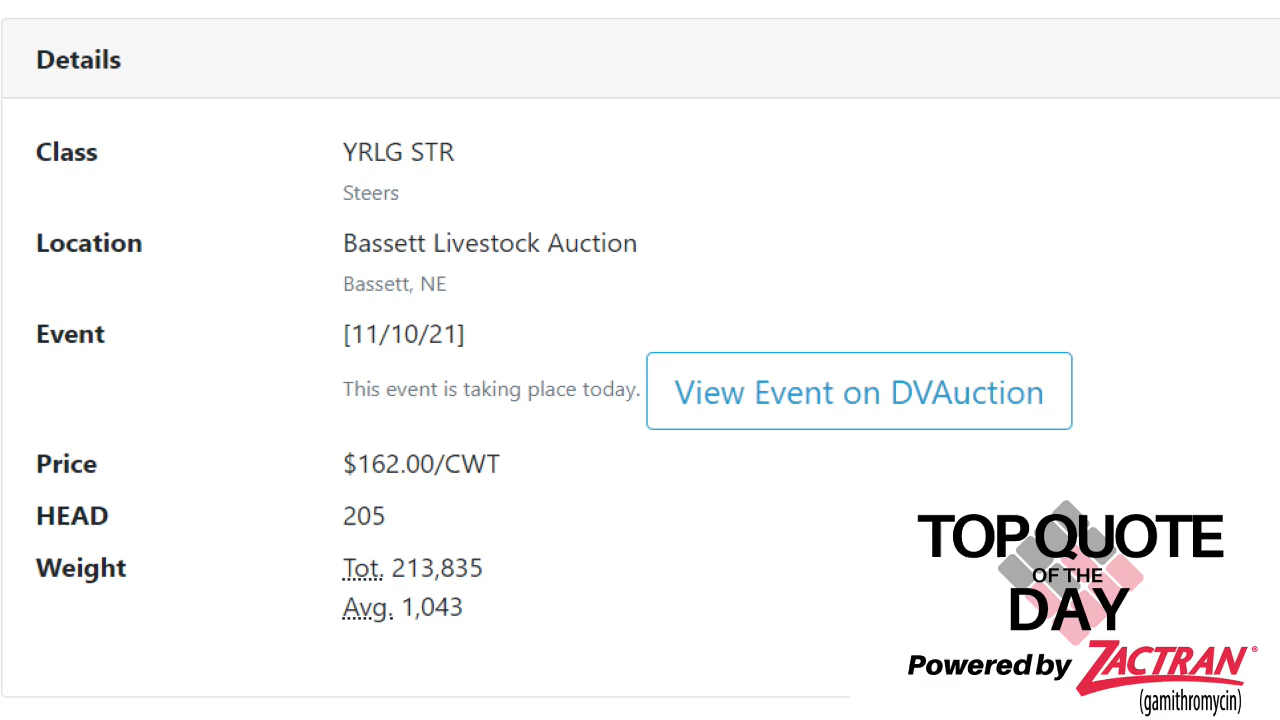 Details
Class YRLG STR
Steers
Location Bassett Livestock Auction
Bassett, NE
Event [11/10/21]
This event is taking place today. View Event on DVAuction
Price $162.00/CWT
HEAD 205
Weight Tot. 213,835
Avg. 1,043
TOP QUOTE
OF THE
DAY
Powered by ZACTRAN®
(gamithromycin)